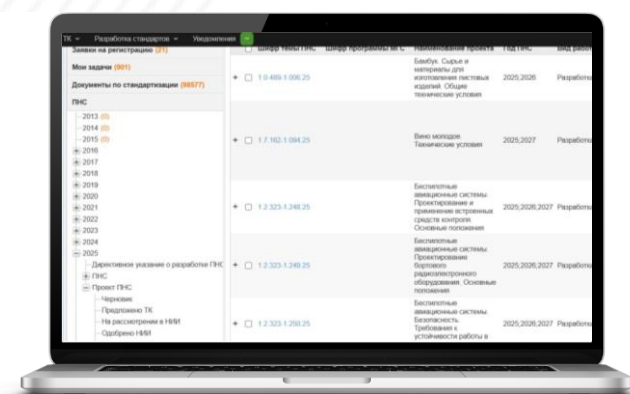 ТК Разработка стандартов Уведомления
Заявки на регистрацию (21)
Мои задачи (901)
Документы по стандартизации (98577)
ПНС
2013 (0)
2014 (0)
2015 (0)
2016
2017
2018
2019
2020
2021
2022
2023
2024
2025
Директивное указание о разработке ПНС
ПНС
Проект ПНС
Черновик
Предложено ТК
На рассмотрении в НИИ
Одобрено НИИ
Шифр темы ПНС Шифр программы МГС Наименование проекта Год ПНС Вид работ
1.0.489-1.006.25
Бамбук. Сырье и
материалы для
изготовления листовых
изделий. Общие
технические условия
2025,2026 Разработка
1.7.162-1.094.25
Вино молодое.
Технические условия
2025,2027 Разработка
1.2.323-1.248.25
Беспилотные
авиационные системы.
Проектирование и
применение встроенных
средств контроля.
Основные положения
2025,2026,2027 Разработка
1.2.323-1.249.25
Беспилотные
авиационные системы.
Проектирование
бортового
радиоэлектронного
оборудования. Основные
положения
2025,2026,2027 Разработка
1.2.323-1.250.25
Беспилотные
авиационные системы.
Безопасность.
Требования к
устойчивости работы в
2025,2026,2027 Разработка